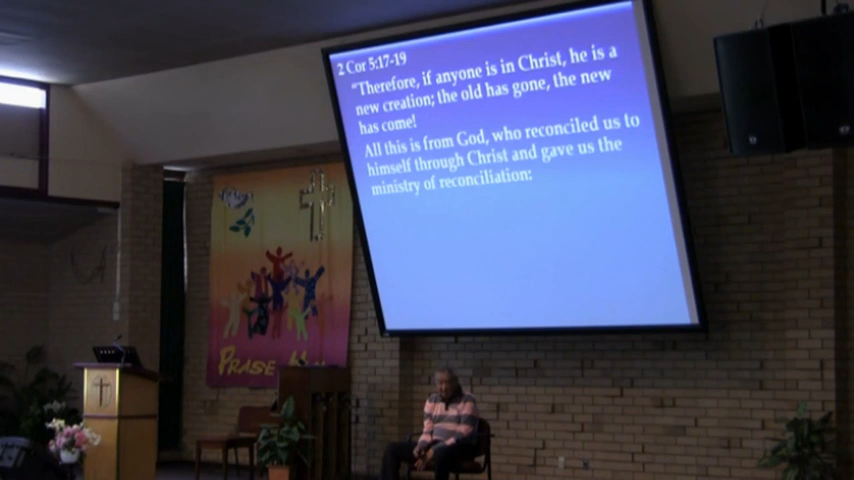 2 Cor 5:17-19
"Therefore, if anyone is in Christ, he is a
new creation; the old has gone, the new
has come!
All this is from God, who reconciled us to
himself through Christ and gave us the
ministry of reconciliation:
PRAISE